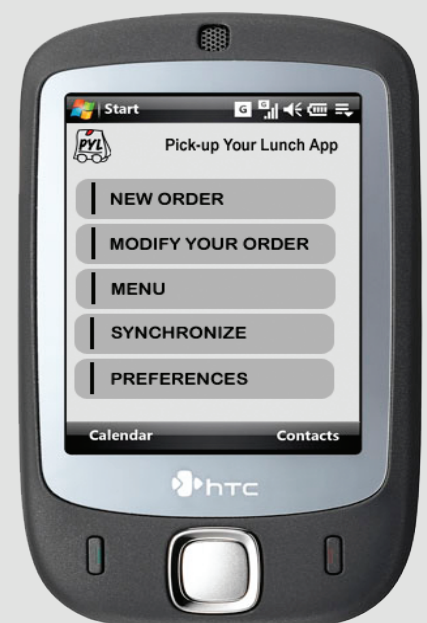 Start
G
G
PYL
Pick-up Your Lunch App
NEW ORDER
MODIFY YOUR ORDER
MENU
SYNCHRONIZE
PREFERENCES
Calendar
Contacts
hTC